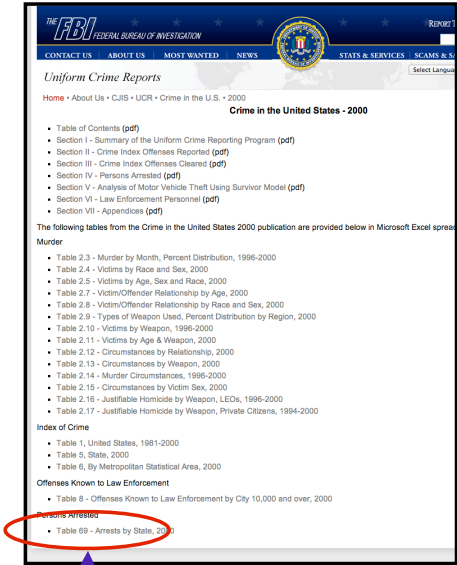 THE FBI FEDERAL BUREAU OF INVESTIGATION
REPORT T
CONTACT US ABOUT US MOST WANTED NEWS STATS & SERVICES SCAMS & SA
Select Langua
Uniform Crime Reports
Home • About Us • CJIS • UCR • Crime in the U.S. • 2000
Crime in the United States - 2000
Table of Contents (pdf)
Section I - Summary of the Uniform Crime Reporting Program (pdf)
Section II - Crime Index Offenses Reported (pdf)
Section III - Crime Index Offenses Cleared (pdf)
Section IV - Persons Arrested (pdf)
Section V - Analysis of Motor Vehicle Theft Using Survivor Model (pdf)
Section VI - Law Enforcement Personnel (pdf)
Section VII - Appendices (pdf)
The following tables from the Crime in the United States 2000 publication are provided below in Microsoft Excel sprea
Murder
Table 2.3 - Murder by Month, Percent Distribution, 1996-2000
Table 2.4 - Victims by Race and Sex, 2000
Table 2.5 - Victims by Age, Sex and Race, 2000
Table 2.7 - Victim/Offender Relationship by Age, 2000
Table 2.8 - Victim/Offender Relationship by Race and Sex, 2000
Table 2.9 - Types of Weapon Used, Percent Distribution by Region, 2000
Table 2.10 - Victims by Weapon, 1996-2000
Table 2.11 - Victims by Age & Weapon, 2000
Table 2.12 - Circumstances by Relationship, 2000
Table 2.13 - Circumstances by Weapon, 2000
Table 2.14 - Murder Circumstances, 1996-2000
Table 2.15 - Circumstances by Victim Sex, 2000
Table 2.16 - Justifiable Homicide by Weapon, LEOs, 1996-2000
Table 2.17 - Justifiable Homicide by Weapon, Private Citizens, 1994-2000
Index of Crime
Table 1, United States, 1981-2000
Table 5, State, 2000
Table 6, By Metropolitan Statistical Area, 2000
Offenses Known to Law Enforcement
Table 8 - Offenses Known to Law Enforcement by City 10,000 and over, 2000
Persons Arrested
Table 69 - Arrests by State, 2000